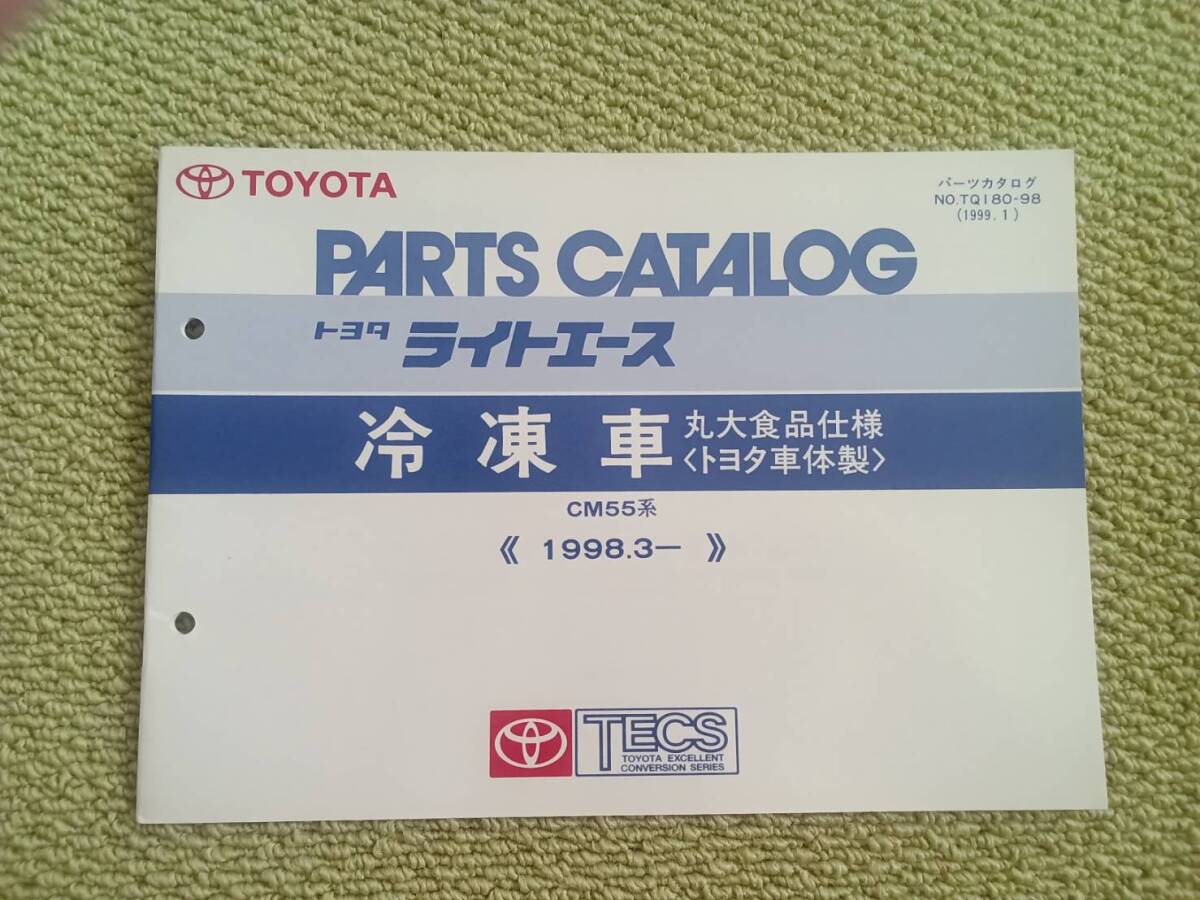 TOYOTA
パーツカタログ
NO.TQ180-98
(1999.1)
PARTS CATALOG
トヨタ ライトエース
冷凍車 丸大食品仕様
〈トヨタ車体製〉
CM55系
《 1998.3― 》
TECS
TOYOTA EXCELLENT
CONVERSION SERIES